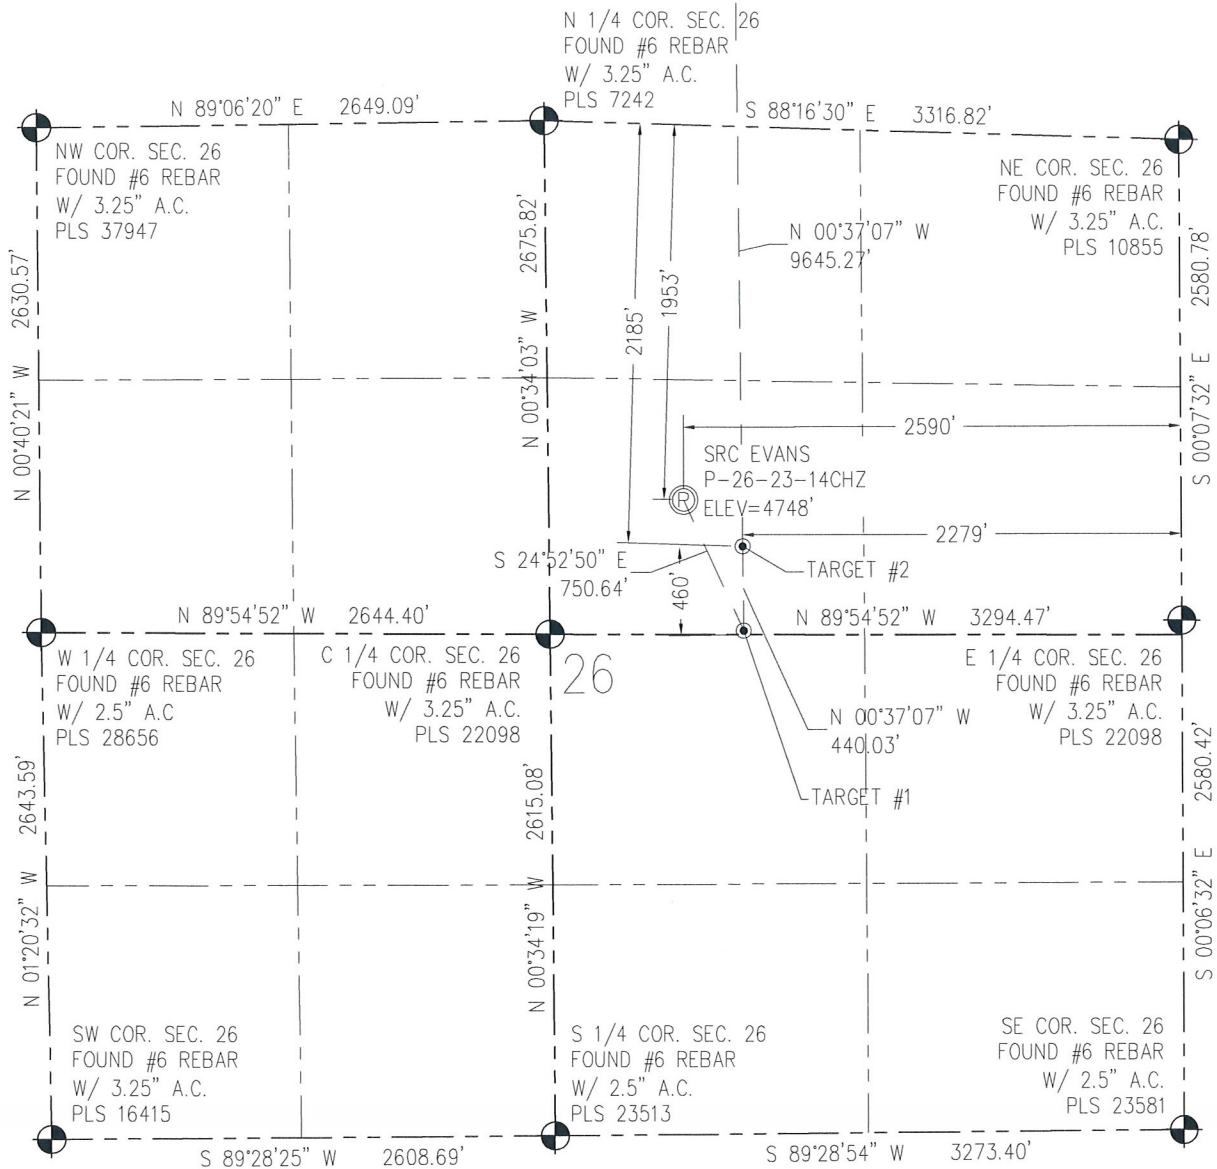 N 1/4 COR. SEC. 26
FOUND #6 REBAR
W/ 3.25" A.C.
PLS 7242
N 89°06'20" E 2649.09'
S 88°16'30" E 3316.82'
NW COR. SEC. 26
FOUND #6 REBAR
W/ 3.25" A.C.
PLS 37947
NE COR. SEC. 26
FOUND #6 REBAR
W/ 3.25" A.C.
PLS 10855
N 00°40'21" W 2630.57'
N 00°34'03" W 2675.82'
2185'
1953'
N 00°37'07" W
9645.27'
S 00°07'32" E 2580.78'
2590'
SRC EVANS
P-26-23-14CHZ
ELEV=4748'
R
2279'
S 24°52'50" E
750.64'
460'
TARGET #2
N 89°54'52" W 2644.40'
N 89°54'52" W 3294.47'
W 1/4 COR. SEC. 26
FOUND #6 REBAR
W/ 2.5" A.C
PLS 28656
C 1/4 COR. SEC. 26
FOUND #6 REBAR
W/ 3.25" A.C.
PLS 22098
26
E 1/4 COR. SEC. 26
FOUND #6 REBAR
W/ 3.25" A.C.
PLS 22098
N 00°37'07" W
440.03'
TARGET #1
N 01°20'32" W 2643.59'
N 00°34'19" W 2615.08'
S 00°06'32" E 2580.42'
SW COR. SEC. 26
FOUND #6 REBAR
W/ 3.25" A.C.
PLS 16415
S 1/4 COR. SEC. 26
FOUND #6 REBAR
W/ 2.5" A.C.
PLS 23513
SE COR. SEC. 26
FOUND #6 REBAR
W/ 2.5" A.C.
PLS 23581
S 89°28'25" W 2608.69'
S 89°28'54" W 3273.40'